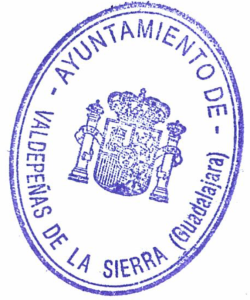 - AYUNTAMIENTO DE -
VALDEPEÑAS DE LA SIERRA (Guadalajara)